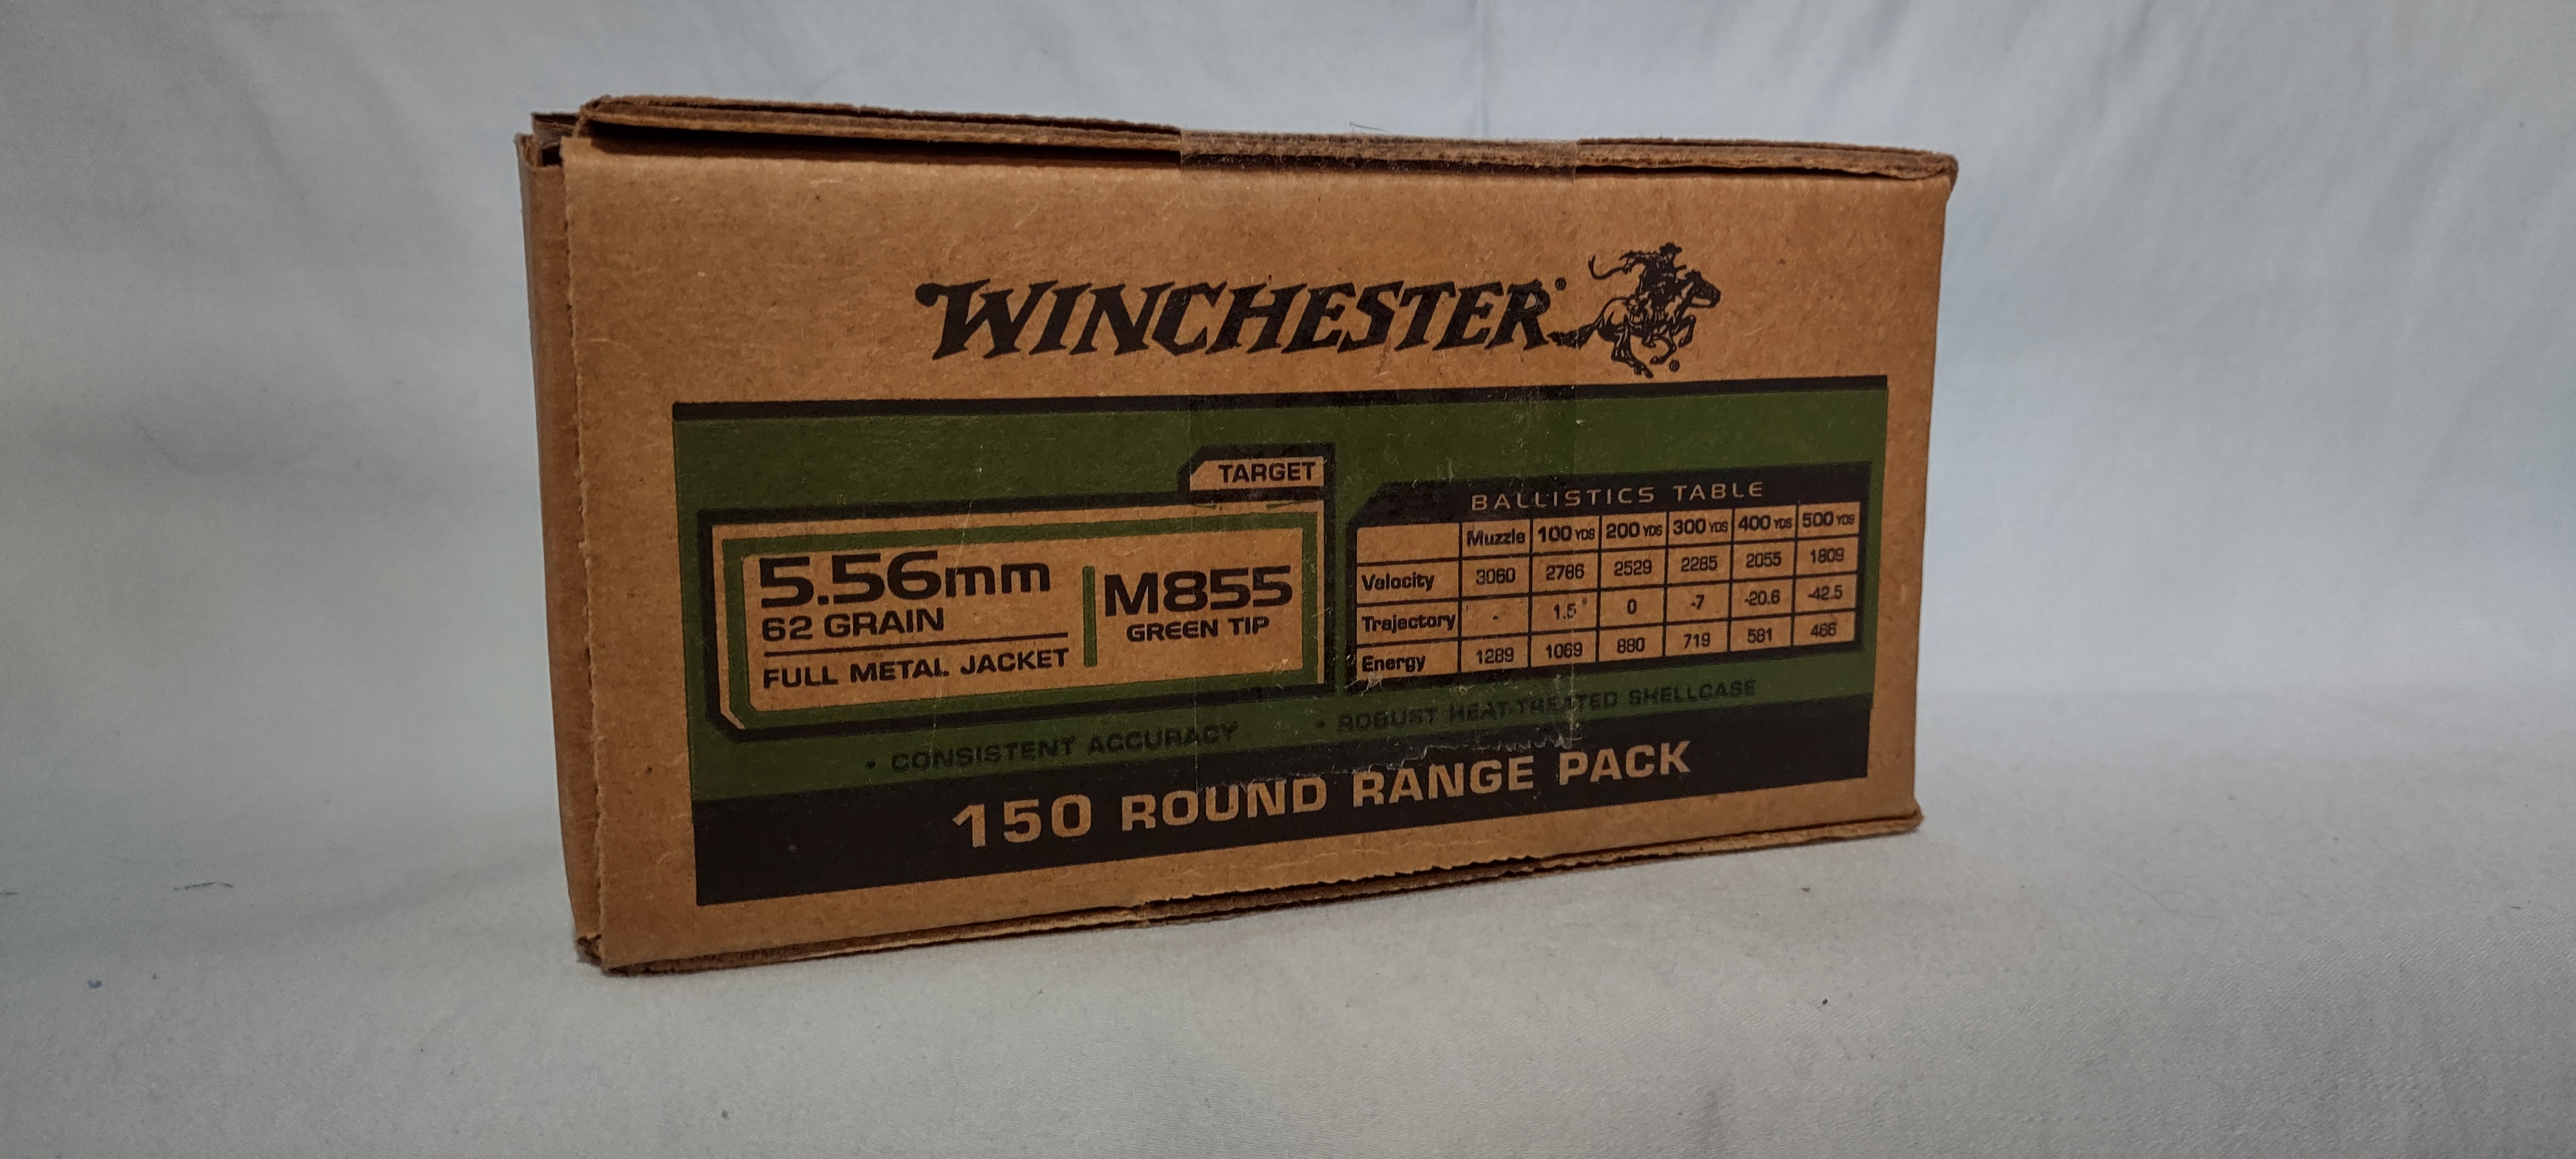 WINCHESTER®
TARGET
5.56mm
62 GRAIN
FULL METAL JACKET
M855
GREEN TIP
BALLISTICS TABLE
Muzzle 100 YDS 200 YDS 300 YDS 400 YDS 500 YDS
Velocity 3060 2786 2529 2285 2055 1809
Trajectory - 1.5 0 -7 -20.6 -42.5
Energy 1289 1069 880 719 581 466
• CONSISTENT ACCURACY • ROBUST HEAT-TREATED SHELLCASE
150 ROUND RANGE PACK